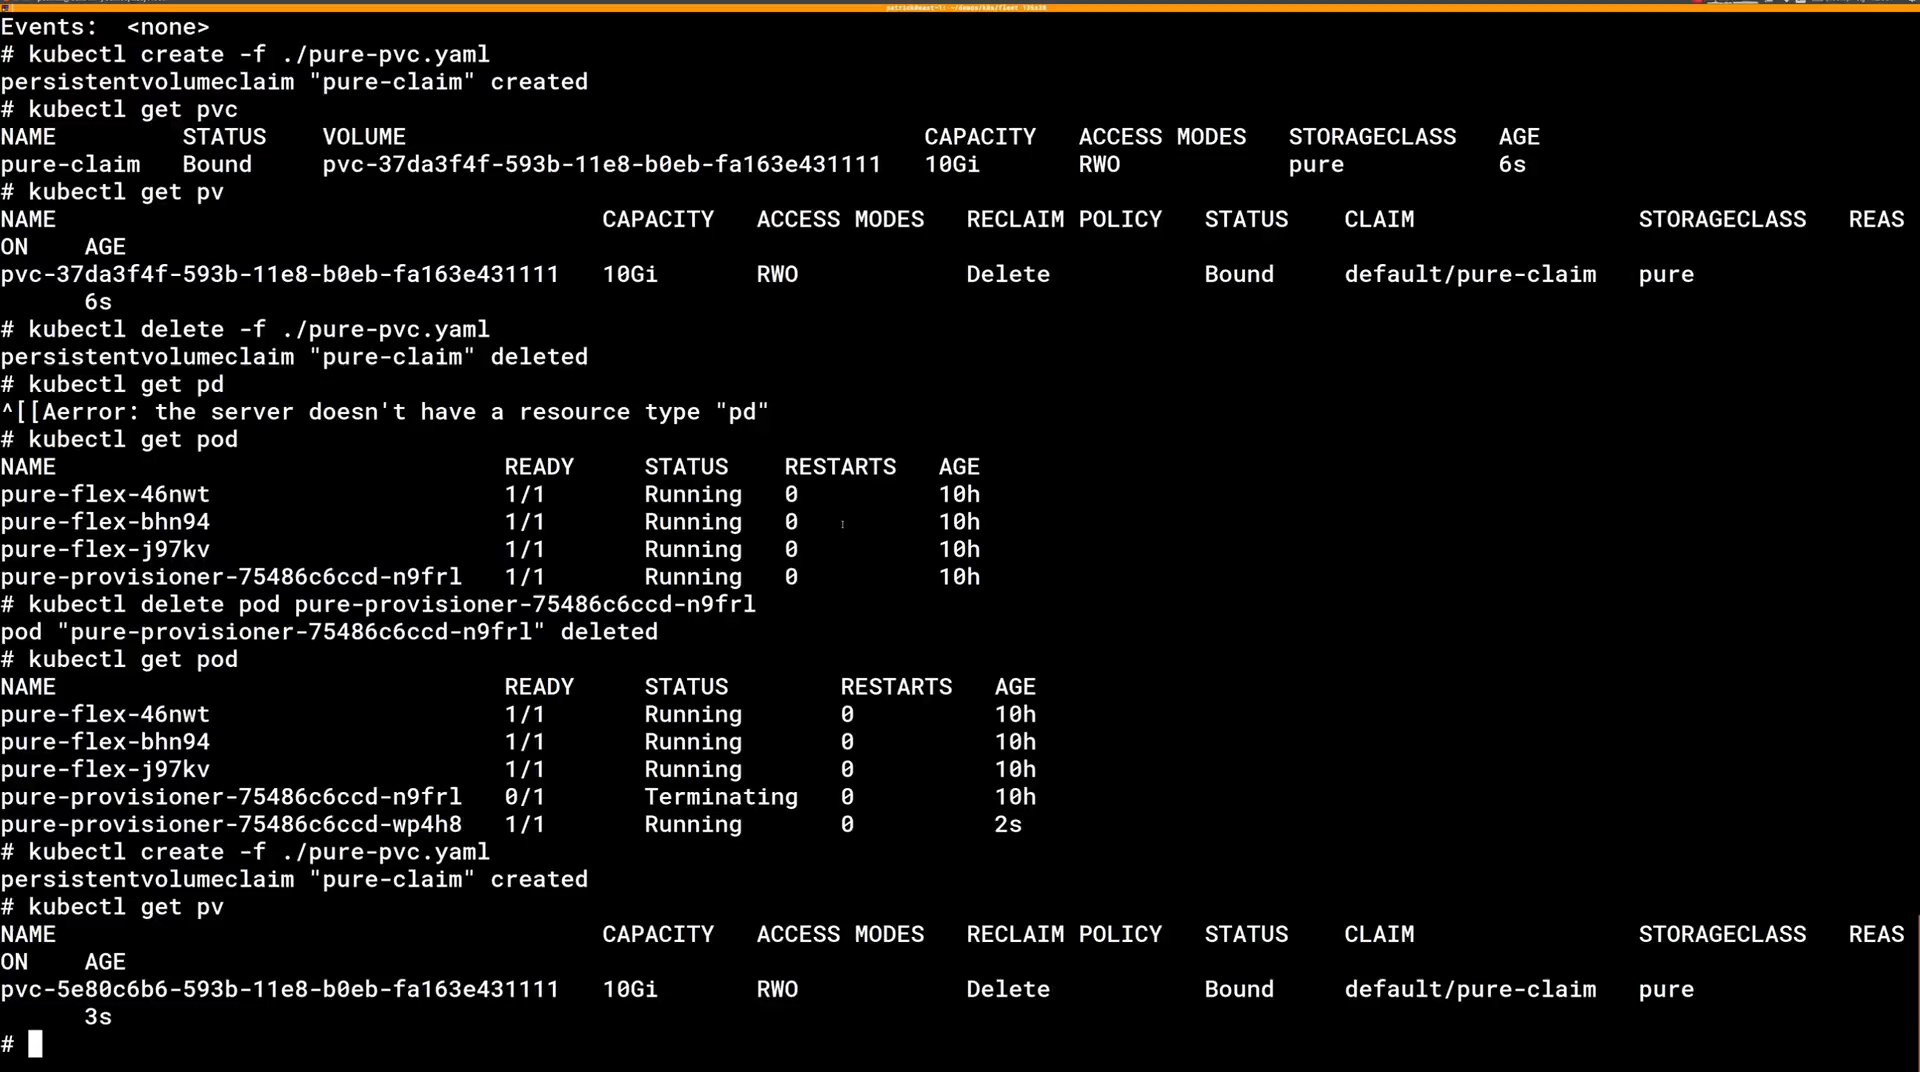 patrick@east-1: ~/demos/k8s/fleet
Events:  <none>
# kubectl create -f ./pure-pvc.yaml
persistentvolumeclaim "pure-claim" created
# kubectl get pvc
NAME         STATUS    VOLUME                                     CAPACITY   ACCESS MODES   STORAGECLASS   AGE
pure-claim   Bound     pvc-37da3f4f-593b-11e8-b0eb-fa163e431111   10Gi       RWO            pure           6s
# kubectl get pv
NAME                                       CAPACITY   ACCESS MODES   RECLAIM POLICY   STATUS    CLAIM                STORAGECLASS   REAS
ON    AGE
pvc-37da3f4f-593b-11e8-b0eb-fa163e431111   10Gi       RWO            Delete           Bound     default/pure-claim   pure
      6s
# kubectl delete -f ./pure-pvc.yaml
persistentvolumeclaim "pure-claim" deleted
# kubectl get pd
^[[Aerror: the server doesn't have a resource type "pd"
# kubectl get pod
NAME                                READY     STATUS    RESTARTS   AGE
pure-flex-46nwt                     1/1       Running   0          10h
pure-flex-bhn94                     1/1       Running   0          10h
pure-flex-j97kv                     1/1       Running   0          10h
pure-provisioner-75486c6ccd-n9frl   1/1       Running   0          10h
# kubectl delete pod pure-provisioner-75486c6ccd-n9frl
pod "pure-provisioner-75486c6ccd-n9frl" deleted
# kubectl get pod
NAME                                READY     STATUS        RESTARTS   AGE
pure-flex-46nwt                     1/1       Running       0          10h
pure-flex-bhn94                     1/1       Running       0          10h
pure-flex-j97kv                     1/1       Running       0          10h
pure-provisioner-75486c6ccd-n9frl   0/1       Terminating   0          10h
pure-provisioner-75486c6ccd-wp4h8   1/1       Running       0          2s
# kubectl create -f ./pure-pvc.yaml
persistentvolumeclaim "pure-claim" created
# kubectl get pv
NAME                                       CAPACITY   ACCESS MODES   RECLAIM POLICY   STATUS    CLAIM                STORAGECLASS   REAS
ON    AGE
pvc-5e80c6b6-593b-11e8-b0eb-fa163e431111   10Gi       RWO            Delete           Bound     default/pure-claim   pure
      3s
#